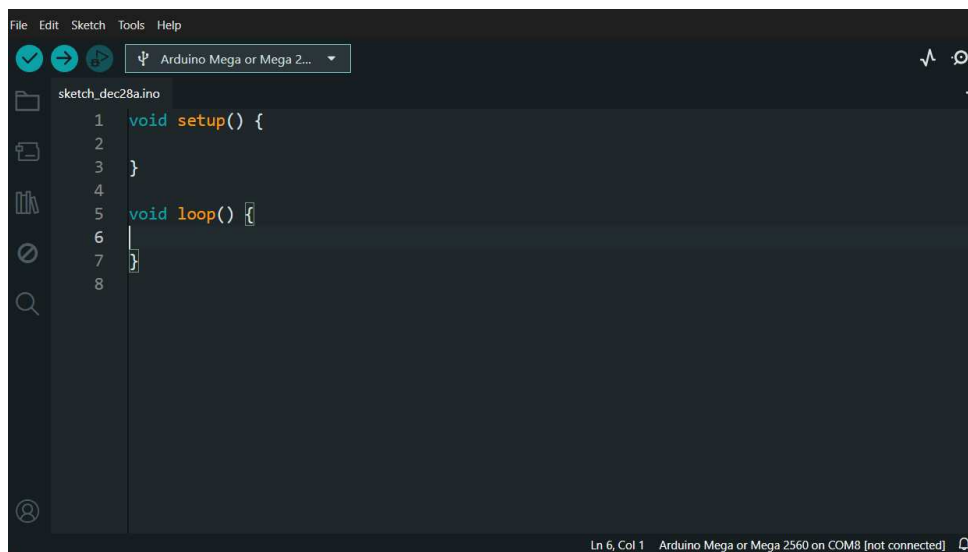 File Edit Sketch Tools Help
Arduino Mega or Mega 2...
sketch_dec28a.ino
1 void setup() {
2
3 }
4
5 void loop() {
6
7 }
8
Ln 6, Col 1 Arduino Mega or Mega 2560 on COM8 [not connected]